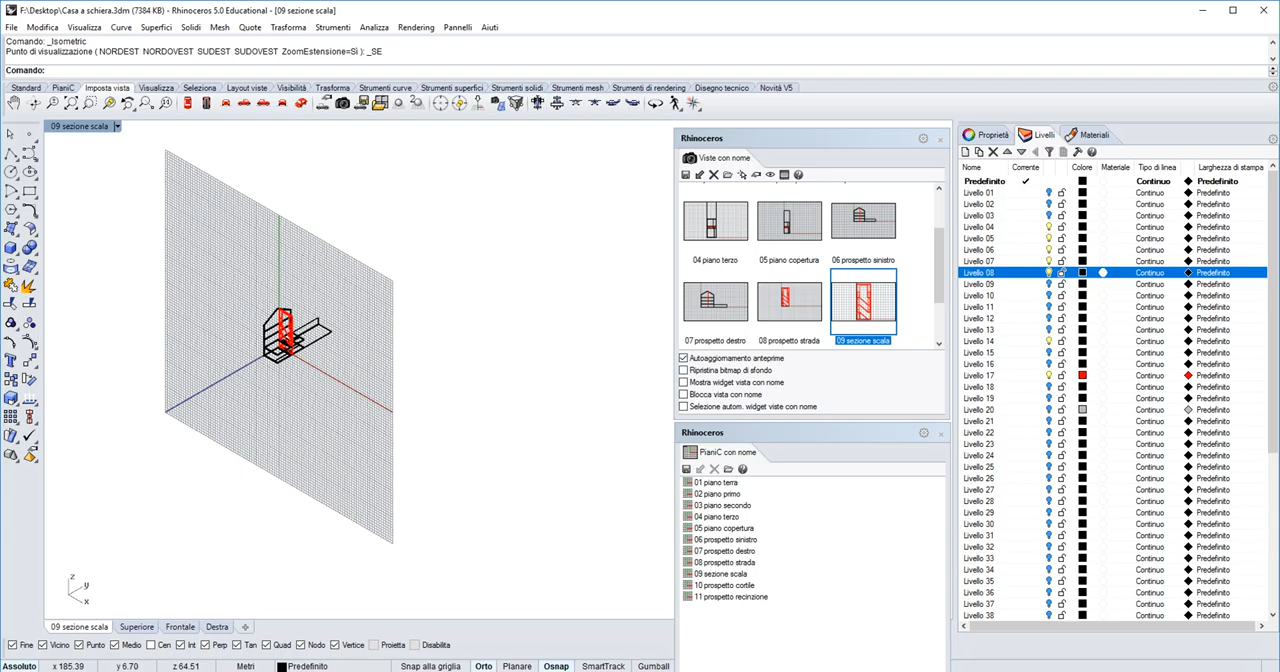 F:\Desktop\Casa a schiera.3dm (7384 KB) - Rhinoceros 5.0 Educational - [09 sezione scala]
File Modifica Visualizza Curve Superfici Solidi Mesh Quote Trasforma Strumenti Analizza Rendering Pannelli Aiuti
Comando: _Isometric
Punto di visualizzazione ( NORDEST NORDOVEST SUDEST SUDOVEST ZoomEstensione=Sì ): _SE
Comando:
Standard PianiC Imposta vista Visualizza Seleziona Layout viste Visibilità Trasforma Strumenti curve Strumenti superfici Strumenti solidi Strumenti mesh Strumenti di rendering Disegno tecnico Novità V5
09 sezione scala
z
y
x
09 sezione scala Superiore Frontale Destra
Rhinoceros
Viste con nome
04 piano terzo 05 piano copertura 06 prospetto sinistro
07 prospetto destro 08 prospetto strada 09 sezione scala
Autoaggiornamento anteprime
Ripristina bitmap di sfondo
Mostra widget vista con nome
Blocca vista con nome
Selezione autom. widget viste con nome
Rhinoceros
PianiC con nome
01 piano terra
02 piano primo
03 piano secondo
04 piano terzo
05 piano copertura
06 prospetto sinistro
07 prospetto destro
08 prospetto strada
09 sezione scala
10 prospetto cortile
11 prospetto recinzione
Proprietà Livelli Materiali
Nome Corrente Colore Materiale Tipo di linea Larghezza di stampa
Predefinito Continuo Predefinito
Livello 01 Continuo Predefinito
Livello 02 Continuo Predefinito
Livello 03 Continuo Predefinito
Livello 04 Continuo Predefinito
Livello 05 Continuo Predefinito
Livello 06 Continuo Predefinito
Livello 07 Continuo Predefinito
Livello 08 Continuo Predefinito
Livello 09 Continuo Predefinito
Livello 10 Continuo Predefinito
Livello 11 Continuo Predefinito
Livello 12 Continuo Predefinito
Livello 13 Continuo Predefinito
Livello 14 Continuo Predefinito
Livello 15 Continuo Predefinito
Livello 16 Continuo Predefinito
Livello 17 Continuo Predefinito
Livello 18 Continuo Predefinito
Livello 19 Continuo Predefinito
Livello 20 Continuo Predefinito
Livello 21 Continuo Predefinito
Livello 22 Continuo Predefinito
Livello 23 Continuo Predefinito
Livello 24 Continuo Predefinito
Livello 25 Continuo Predefinito
Livello 26 Continuo Predefinito
Livello 27 Continuo Predefinito
Livello 28 Continuo Predefinito
Livello 29 Continuo Predefinito
Livello 30 Continuo Predefinito
Livello 31 Continuo Predefinito
Livello 32 Continuo Predefinito
Livello 33 Continuo Predefinito
Livello 34 Continuo Predefinito
Livello 35 Continuo Predefinito
Livello 36 Continuo Predefinito
Livello 37 Continuo Predefinito
Livello 38 Continuo Predefinito
Fine Vicino Punto Medio Cen Int Perp Tan Quad Nodo Vertice Proietta Disabilita
Assoluto x 185.39 y 6.70 z 64.51 Metri Predefinito Snap alla griglia Orto Planare Osnap SmartTrack Gumball